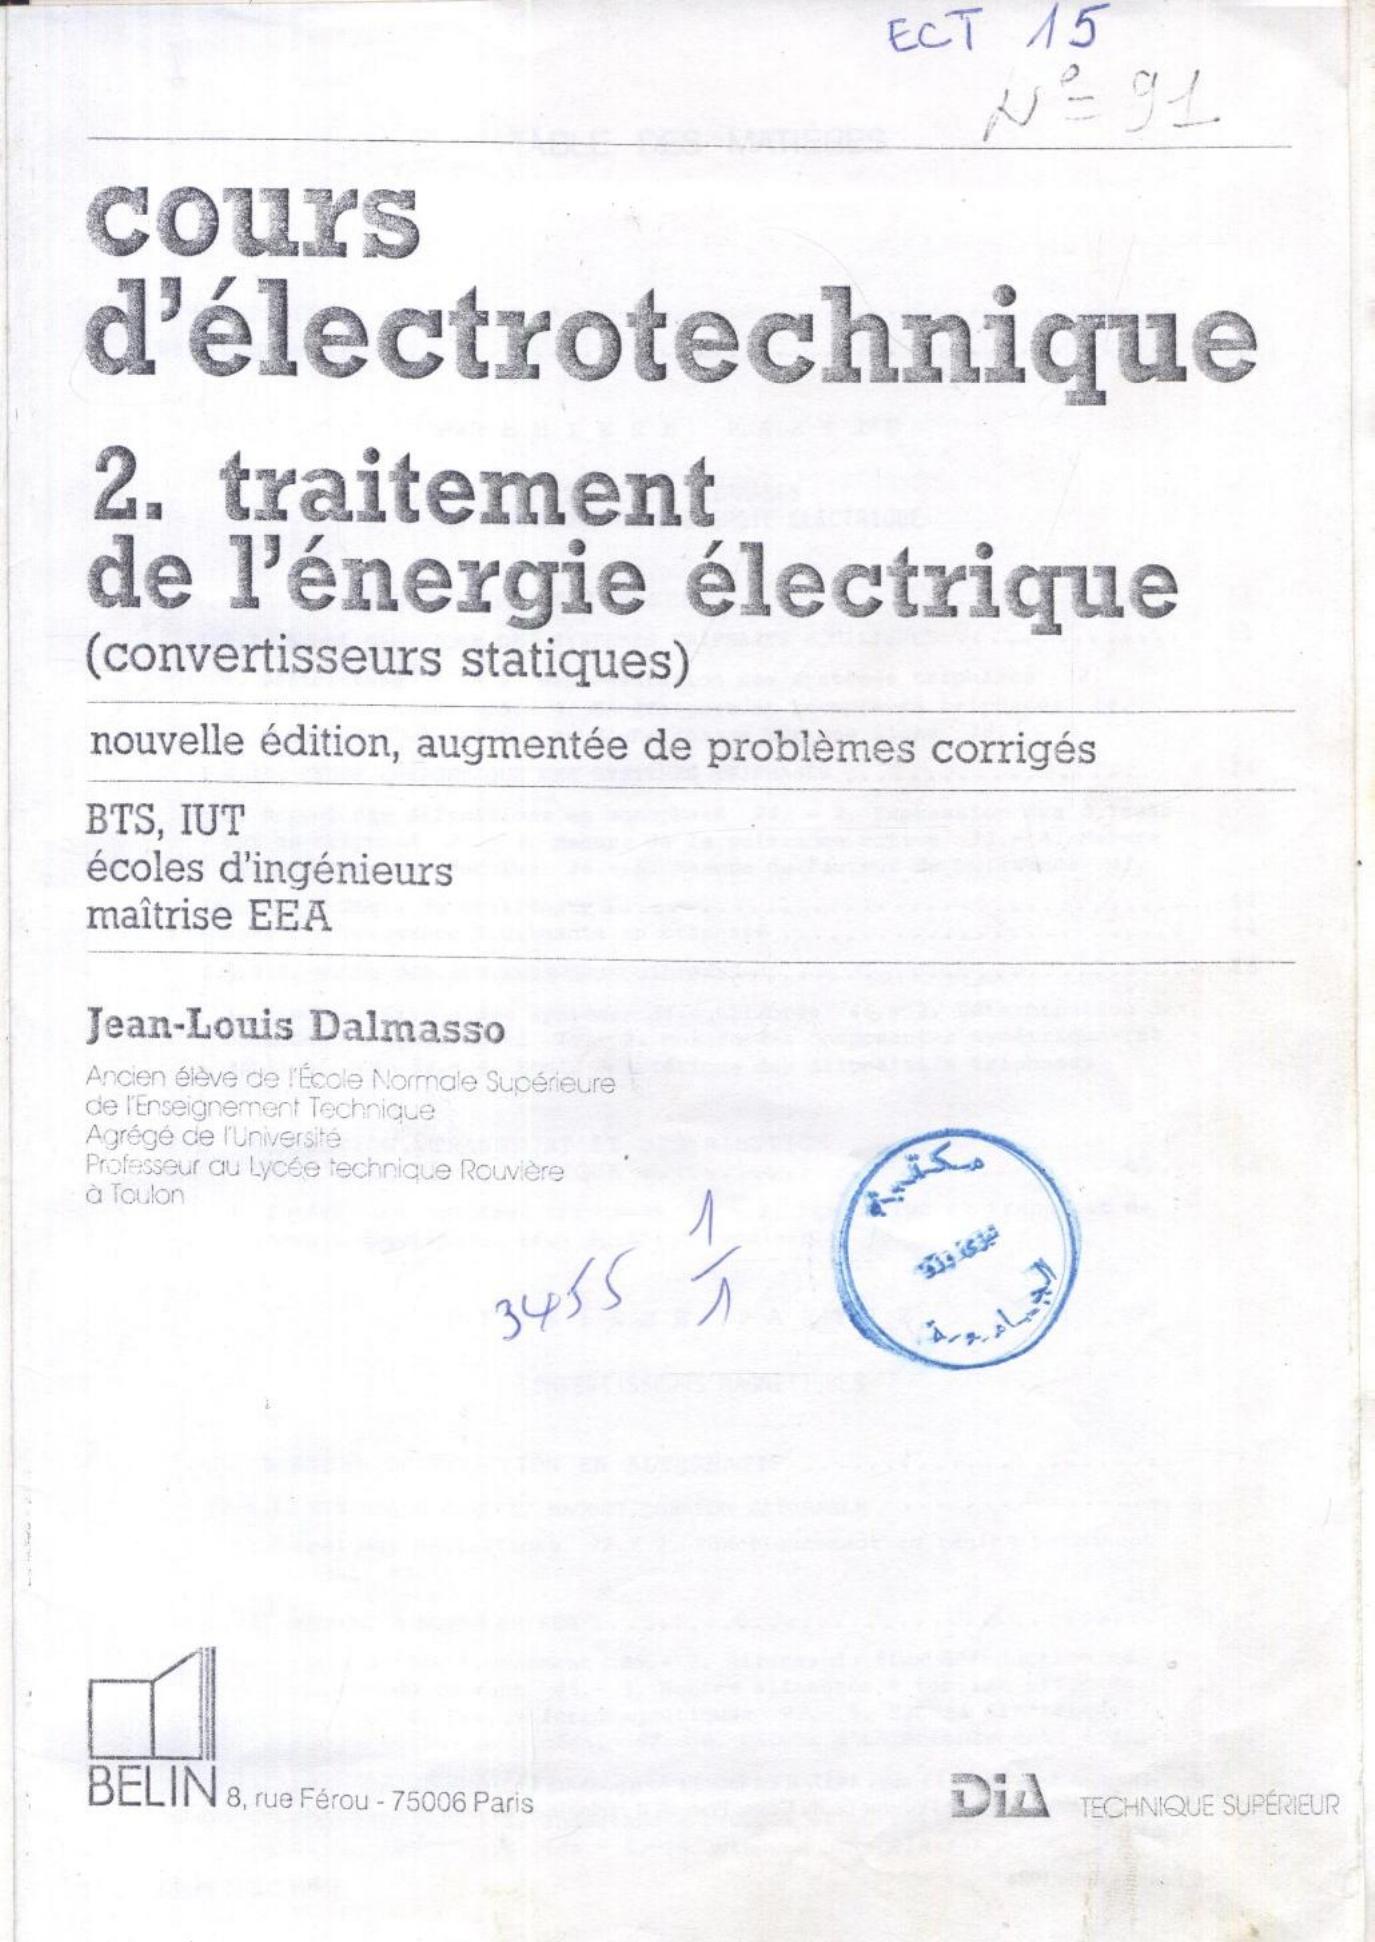 ECT 15
N° = 91
cours
d'électrotechnique
2. traitement
de l'énergie électrique
(convertisseurs statiques)
nouvelle édition, augmentée de problèmes corrigés
BTS, IUT
écoles d'ingénieurs
maîtrise EEA
Jean-Louis Dalmasso
Ancien élève de l'École Normale Supérieure
de l'Enseignement Technique
Agrégé de l'Université
Professeur au Lycée technique Rouvière
à Toulon
3455 1/1
مكتبة
الجامعة
BELIN 8, rue Férou - 75006 Paris
DiA TECHNIQUE SUPÉRIEUR